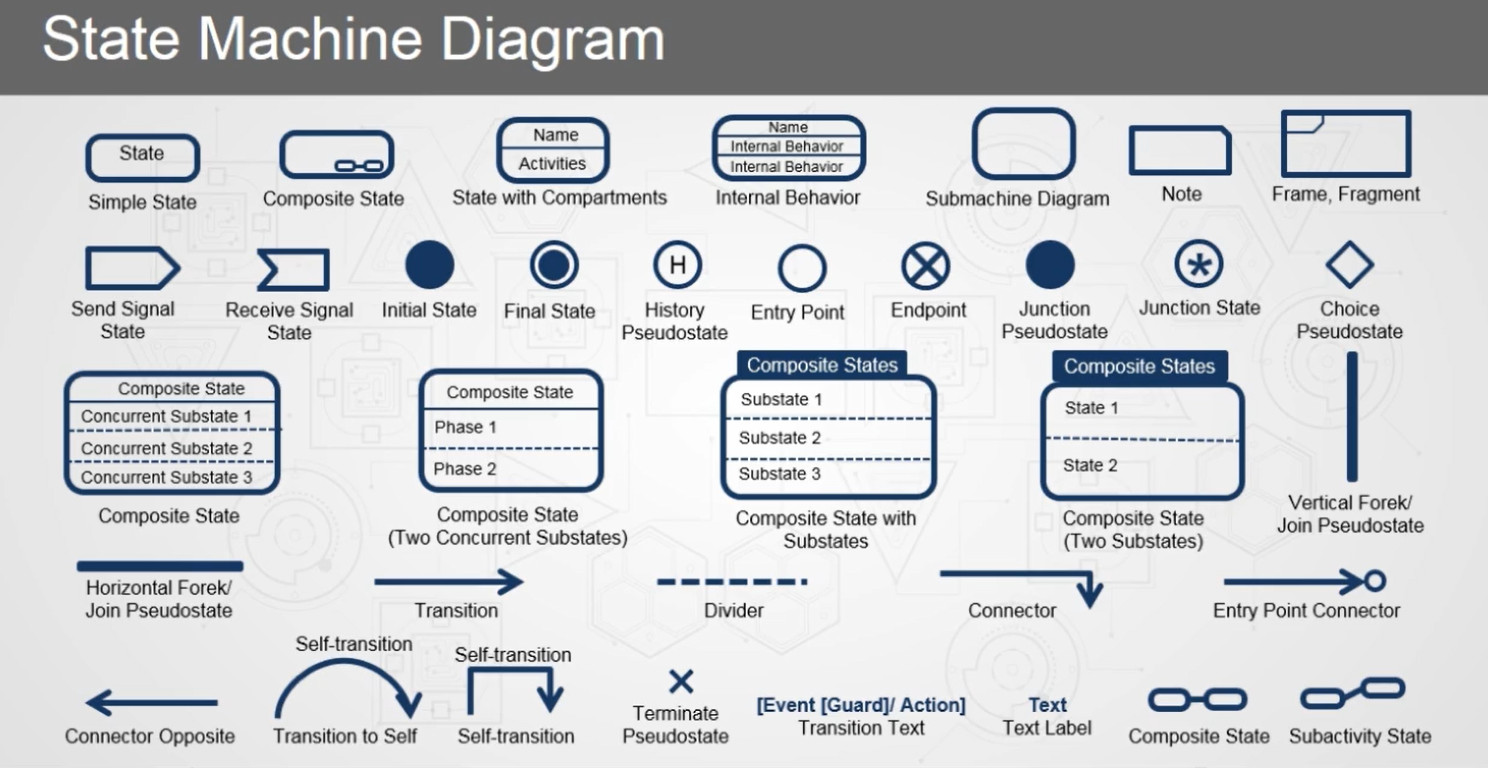 State Machine Diagram
State
Simple State
Composite State
Name
Activities
State with Compartments
Name
Internal Behavior
Internal Behavior
Internal Behavior
Submachine Diagram
Note
Frame, Fragment
Send Signal
State
Receive Signal
State
Initial State
Final State
H
History
Pseudostate
Entry Point
Endpoint
Junction
Pseudostate
*
Junction State
Choice
Pseudostate
Composite State
Concurrent Substate 1
Concurrent Substate 2
Concurrent Substate 3
Composite State
Composite State
Phase 1
Phase 2
Composite State
(Two Concurrent Substates)
Composite States
Substate 1
Substate 2
Substate 3
Composite State with
Substates
Composite States
State 1
State 2
Composite State
(Two Substates)
Vertical Forek/
Join Pseudostate
Horizontal Forek/
Join Pseudostate
Transition
Divider
Connector
Entry Point Connector
Connector Opposite
Self-transition
Transition to Self
Self-transition
Self-transition
Terminate
Pseudostate
[Event [Guard]/ Action]
Transition Text
Text
Text Label
Composite State
Subactivity State